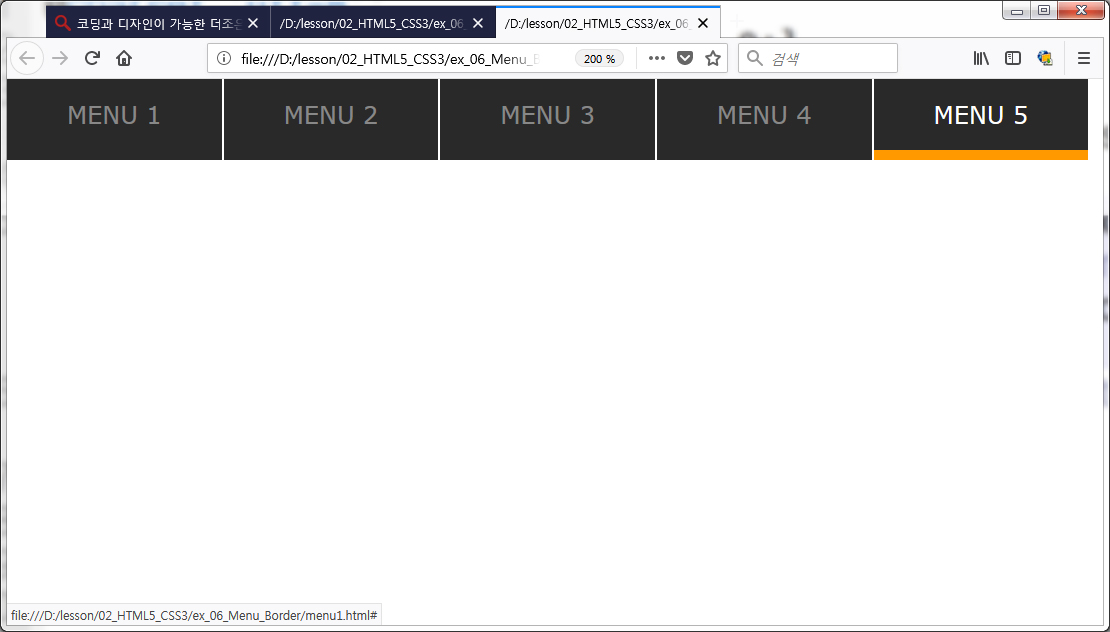 코딩과 디자인이 가능한 더조은
/D:/lesson/02_HTML5_CSS3/ex_06_
/D:/lesson/02_HTML5_CSS3/ex_06_
file:///D:/lesson/02_HTML5_CSS3/ex_06_Menu_B
200 %
검색
MENU 1
MENU 2
MENU 3
MENU 4
MENU 5
file:///D:/lesson/02_HTML5_CSS3/ex_06_Menu_Border/menu1.html#